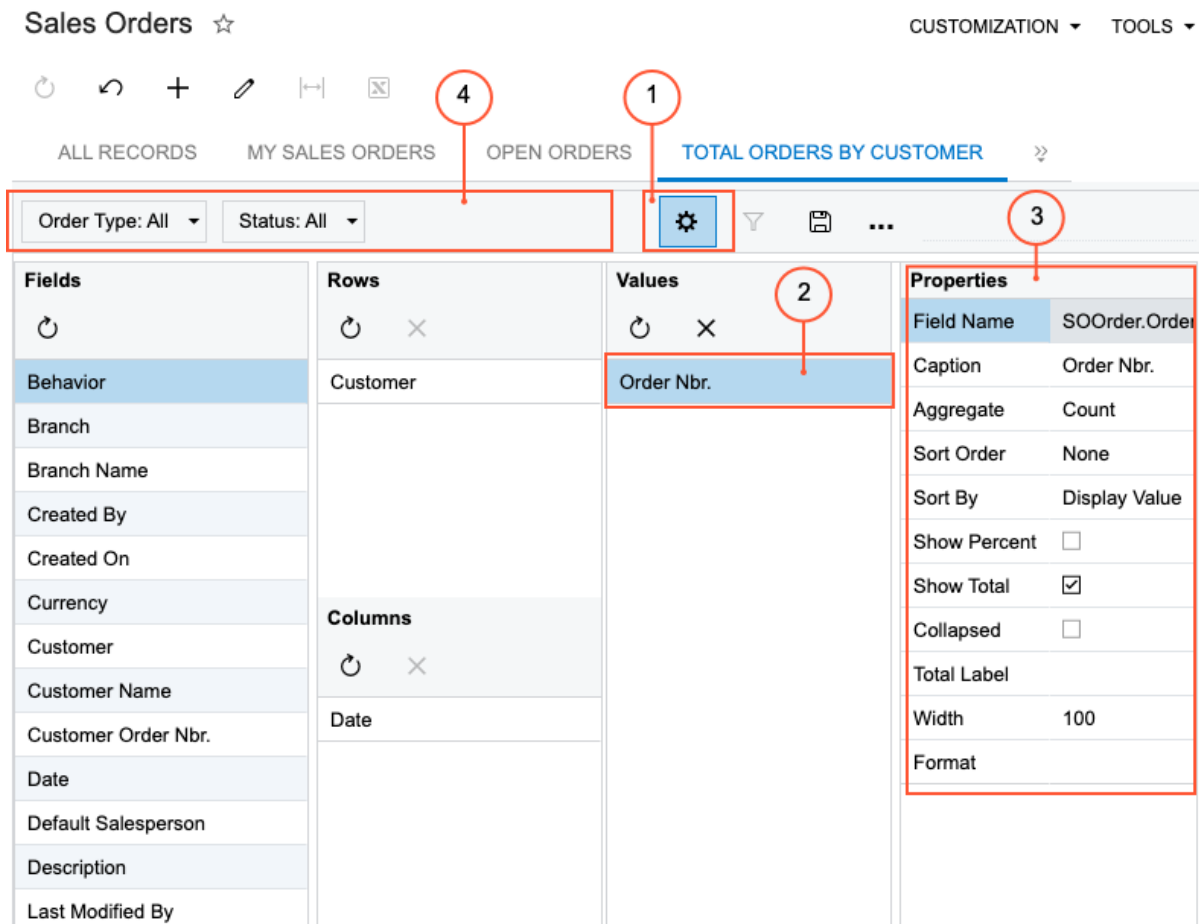 Sales Orders
CUSTOMIZATION TOOLS
4 1
ALL RECORDS MY SALES ORDERS OPEN ORDERS TOTAL ORDERS BY CUSTOMER
Order Type: All Status: All ... 3
Fields Rows Values Properties
2
Field Name SOOrder.Order
Behavior Customer Order Nbr. Caption Order Nbr.
Branch Aggregate Count
Branch Name Sort Order None
Created By Sort By Display Value
Created On Show Percent
Currency Show Total
Columns
Customer Collapsed
Customer Name Total Label
Customer Order Nbr. Date Width 100
Date Format
Default Salesperson
Description
Last Modified By